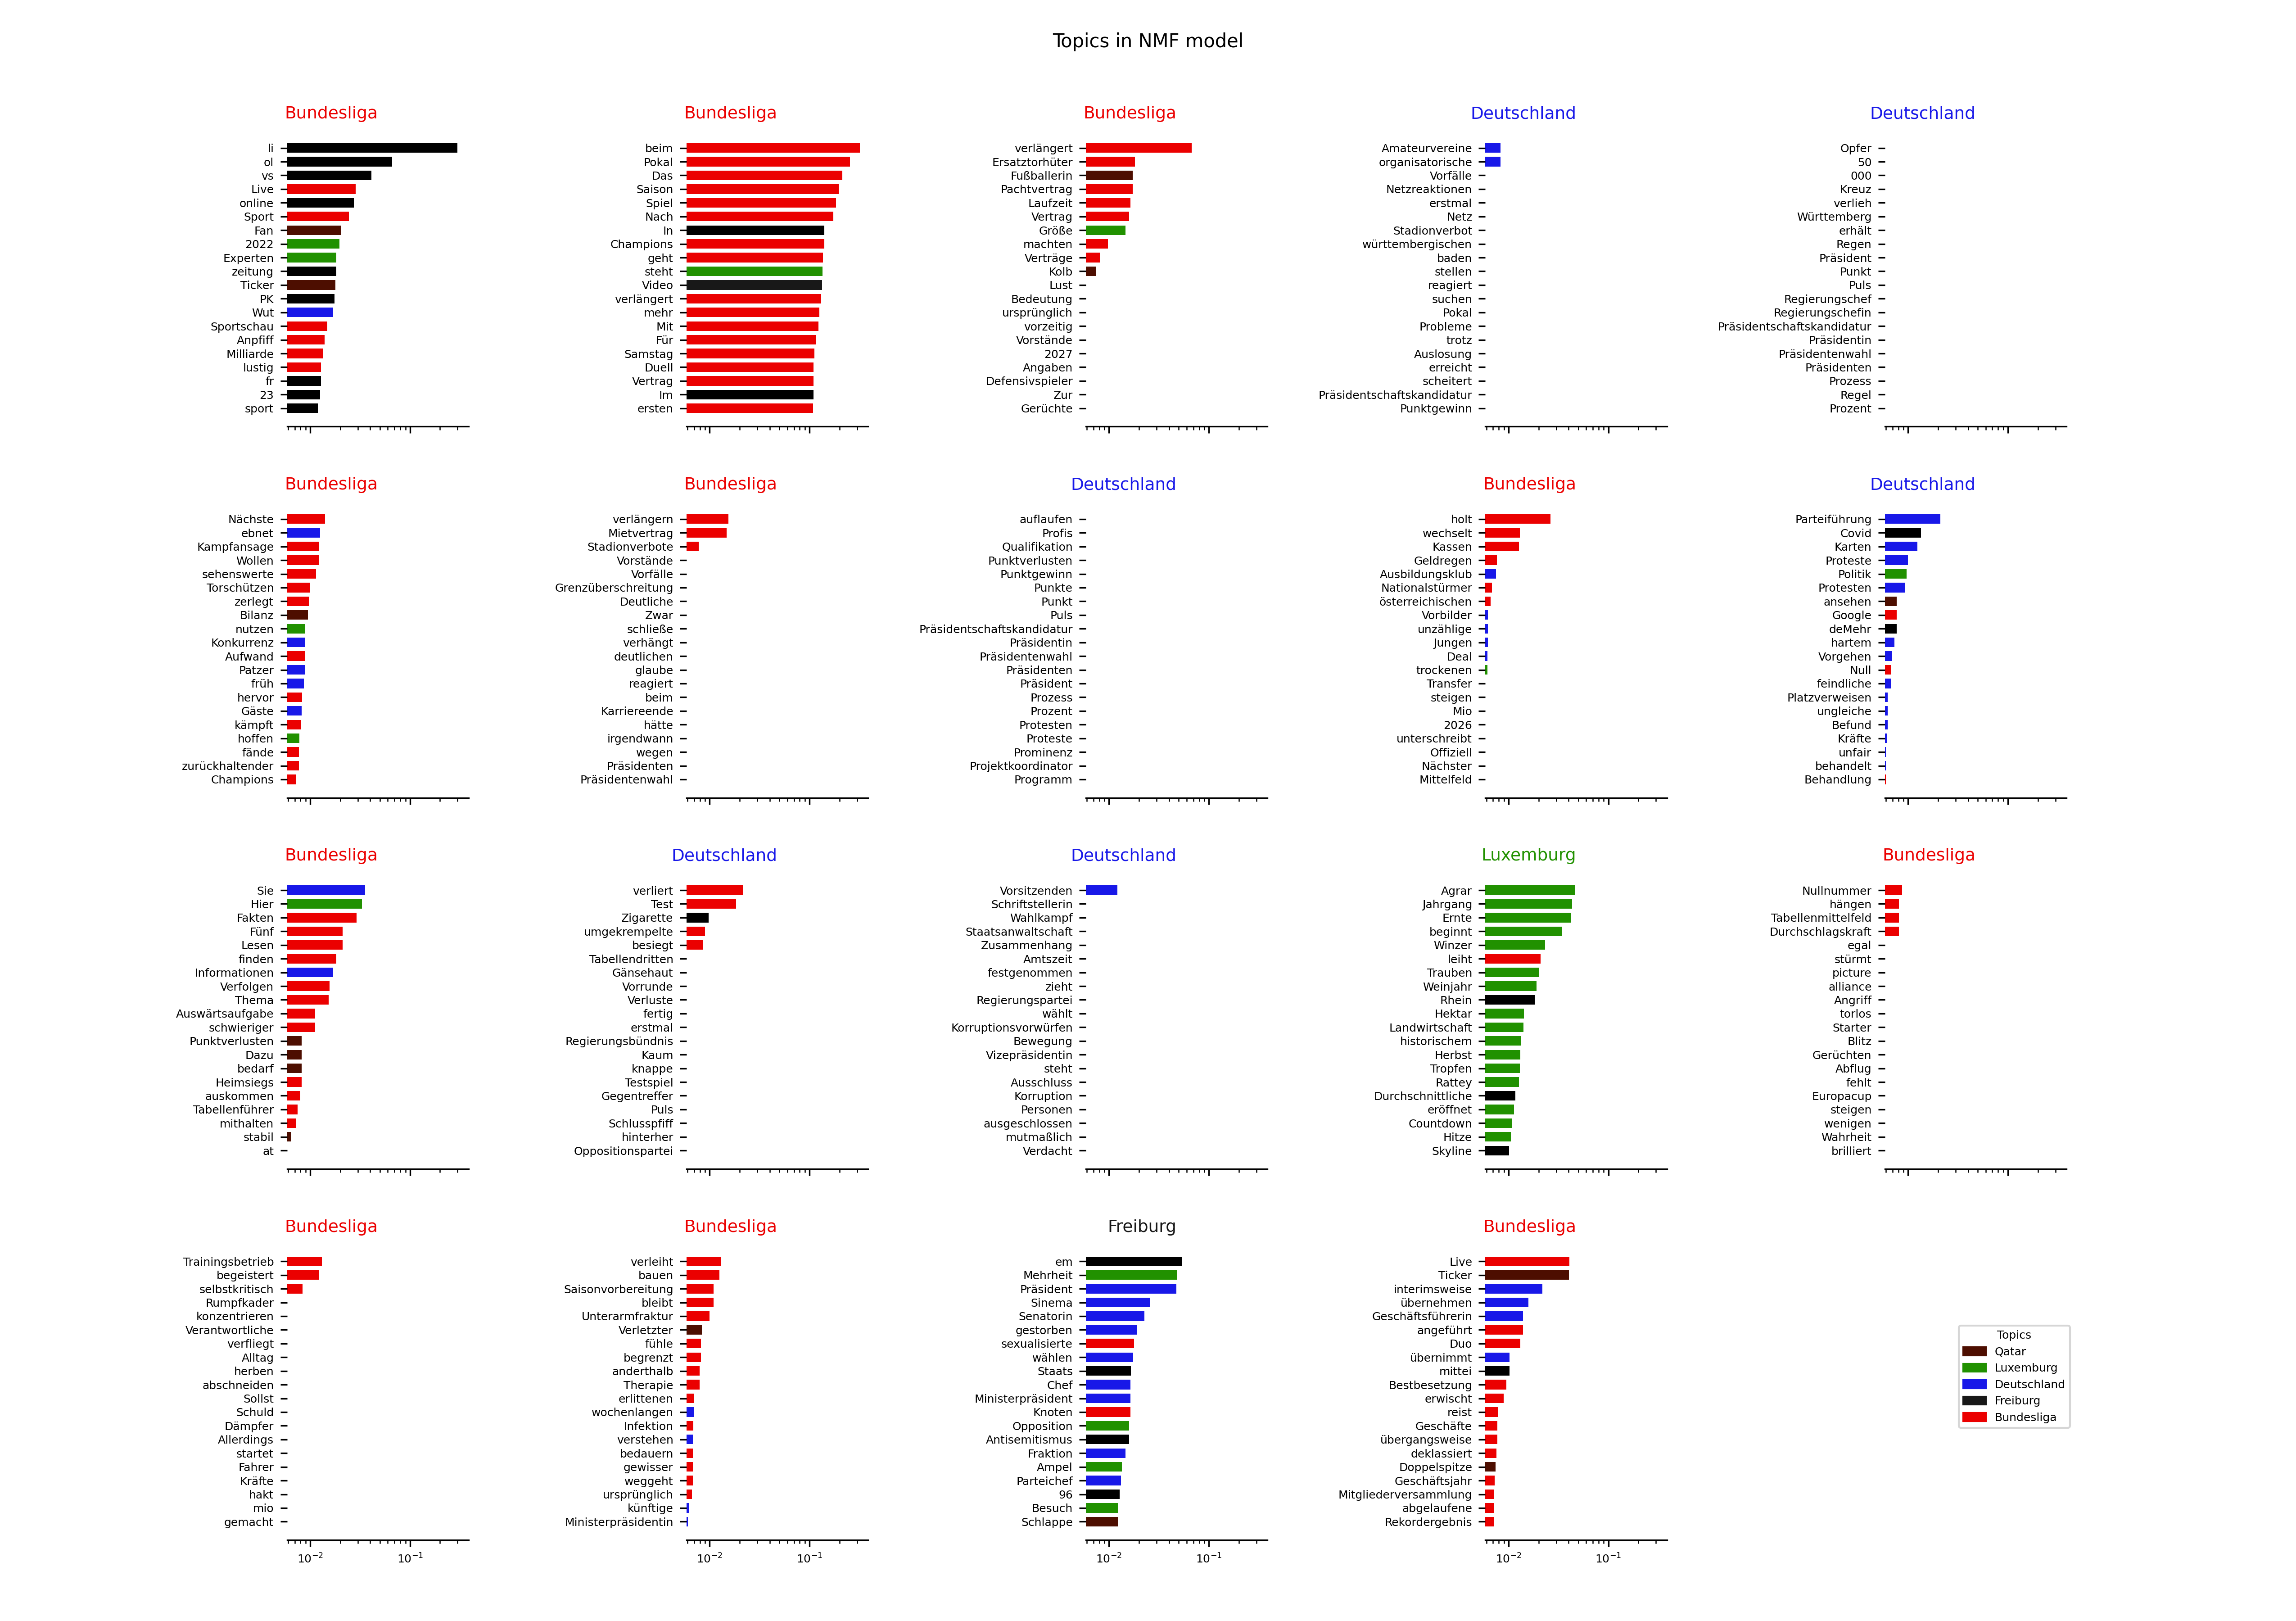 Topics in NMF model
Bundesliga
li
ol
vs
Live
online
Sport
Fan
2022
Experten
zeitung
Ticker
PK
Wut
Sportschau
Anpfiff
Milliarde
lustig
fr
23
sport
Bundesliga
beim
Pokal
Das
Saison
Spiel
Nach
In
Champions
geht
steht
Video
verlängert
mehr
Mit
Für
Samstag
Duell
Vertrag
Im
ersten
Bundesliga
verlängert
Ersatztorhüter
Fußballerin
Pachtvertrag
Laufzeit
Vertrag
Größe
machten
Verträge
Kolb
Lust
Bedeutung
ursprünglich
vorzeitig
Vorstände
2027
Angaben
Defensivspieler
Zur
Gerüchte
Deutschland
Amateurvereine
organisatorische
Vorfälle
Netzreaktionen
erstmal
Netz
Stadionverbot
württembergischen
baden
stellen
reagiert
suchen
Pokal
Probleme
trotz
Auslosung
erreicht
scheitert
Präsidentschaftskandidatur
Punktgewinn
Deutschland
Opfer
50
000
Kreuz
verlieh
Württemberg
erhält
Regen
Präsident
Punkt
Puls
Regierungschef
Regierungschefin
Präsidentschaftskandidatur
Präsidentin
Präsidentenwahl
Präsidenten
Prozess
Regel
Prozent
Bundesliga
Nächste
ebnet
Kampfansage
Wollen
sehenswerte
Torschützen
zerlegt
Bilanz
nutzen
Konkurrenz
Aufwand
Patzer
früh
hervor
Gäste
kämpft
hoffen
fände
zurückhaltender
Champions
Bundesliga
verlängern
Mietvertrag
Stadionverbote
Vorstände
Vorfälle
Grenzüberschreitung
Deutliche
Zwar
schließe
verhängt
deutlichen
glaube
reagiert
beim
Karriereende
hätte
irgendwann
wegen
Präsidenten
Präsidentenwahl
Deutschland
auflaufen
Profis
Qualifikation
Punktverlusten
Punktgewinn
Punkte
Punkt
Puls
Präsidentschaftskandidatur
Präsidentin
Präsidentenwahl
Präsidenten
Präsident
Prozess
Prozent
Protesten
Proteste
Prominenz
Projektkoordinator
Programm
Bundesliga
holt
wechselt
Kassen
Geldregen
Ausbildungsklub
Nationalstürmer
österreichischen
Vorbilder
unzählige
Jungen
Deal
trockenen
Transfer
steigen
Mio
2026
unterschreibt
Offiziell
Nächster
Mittelfeld
Deutschland
Parteiführung
Covid
Karten
Proteste
Politik
Protesten
ansehen
Google
deMehr
hartem
Vorgehen
Null
feindliche
Platzverweisen
ungleiche
Befund
Kräfte
unfair
behandelt
Behandlung
Bundesliga
Sie
Hier
Fakten
Fünf
Lesen
finden
Informationen
Verfolgen
Thema
Auswärtsaufgabe
schwieriger
Punktverlusten
Dazu
bedarf
Heimsiegs
auskommen
Tabellenführer
mithalten
stabil
at
Deutschland
verliert
Test
Zigarette
umgekrempelte
besiegt
Tabellendritten
Gänsehaut
Vorrunde
Verluste
fertig
erstmal
Regierungsbündnis
Kaum
knappe
Testspiel
Gegentreffer
Puls
Schlusspfiff
hinterher
Oppositionspartei
Deutschland
Vorsitzenden
Schriftstellerin
Wahlkampf
Staatsanwaltschaft
Zusammenhang
Amtszeit
festgenommen
zieht
Regierungspartei
wählt
Korruptionsvorwürfen
Bewegung
Vizepräsidentin
steht
Ausschluss
Korruption
Personen
ausgeschlossen
mutmaßlich
Verdacht
Luxemburg
Agrar
Jahrgang
Ernte
beginnt
Winzer
leiht
Trauben
Weinjahr
Rhein
Hektar
Landwirtschaft
historischem
Herbst
Tropfen
Rattey
Durchschnittliche
eröffnet
Countdown
Hitze
Skyline
Bundesliga
Nullnummer
hängen
Tabellenmittelfeld
Durchschlagskraft
egal
stürmt
picture
alliance
Angriff
torlos
Starter
Blitz
Gerüchten
Abflug
fehlt
Europacup
steigen
wenigen
Wahrheit
brilliert
Bundesliga
Trainingsbetrieb
begeistert
selbstkritisch
Rumpfkader
konzentrieren
Verantwortliche
verfliegt
Alltag
herben
abschneiden
Sollst
Schuld
Dämpfer
Allerdings
startet
Fahrer
Kräfte
hakt
mio
gemacht
10⁻² 10⁻¹
Bundesliga
verleiht
bauen
Saisonvorbereitung
bleibt
Unterarmfraktur
Verletzter
fühle
begrenzt
anderthalb
Therapie
erlittenen
wochenlangen
Infektion
verstehen
bedauern
gewisser
weggeht
ursprünglich
künftige
Ministerpräsidentin
10⁻² 10⁻¹
Freiburg
em
Mehrheit
Präsident
Sinema
Senatorin
gestorben
sexualisierte
wählen
Staats
Chef
Ministerpräsident
Knoten
Opposition
Antisemitismus
Fraktion
Ampel
Parteichef
96
Besuch
Schlappe
10⁻² 10⁻¹
Bundesliga
Live
Ticker
interimsweise
übernehmen
Geschäftsführerin
angeführt
Duo
übernimmt
mittei
Bestbesetzung
erwischt
reist
Geschäfte
übergangsweise
deklassiert
Doppelspitze
Geschäftsjahr
Mitgliederversammlung
abgelaufene
Rekordergebnis
10⁻² 10⁻¹
Topics
Qatar
Luxemburg
Deutschland
Freiburg
Bundesliga